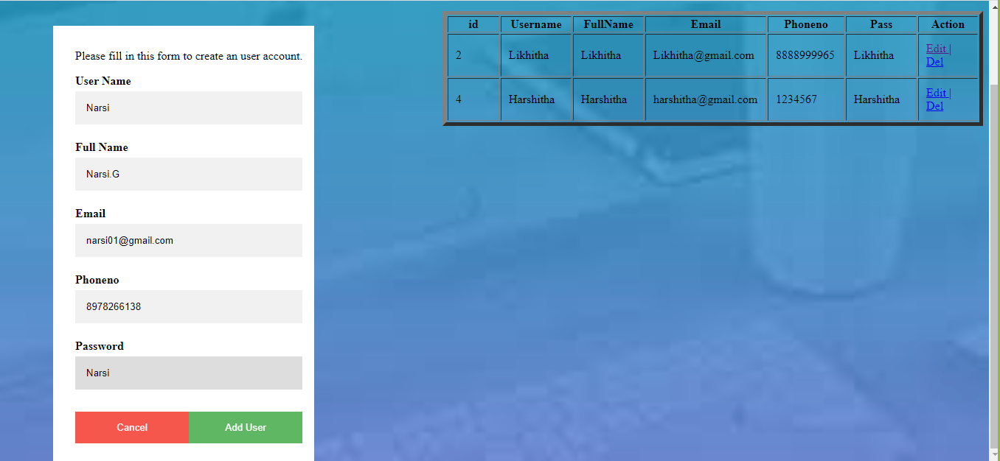 Please fill in this form to create an user account.
User Name
Narsi
Full Name
Narsi.G
Email
narsi01@gmail.com
Phoneno
8978266138
Password
Narsi
Cancel Add User
id Username FullName Email Phoneno Pass Action
2 Likhitha Likhitha Likhitha@gmail.com 8888999965 Likhitha Edit |
Del
4 Harshitha Harshitha harshitha@gmail.com 1234567 Harshitha Edit |
Del